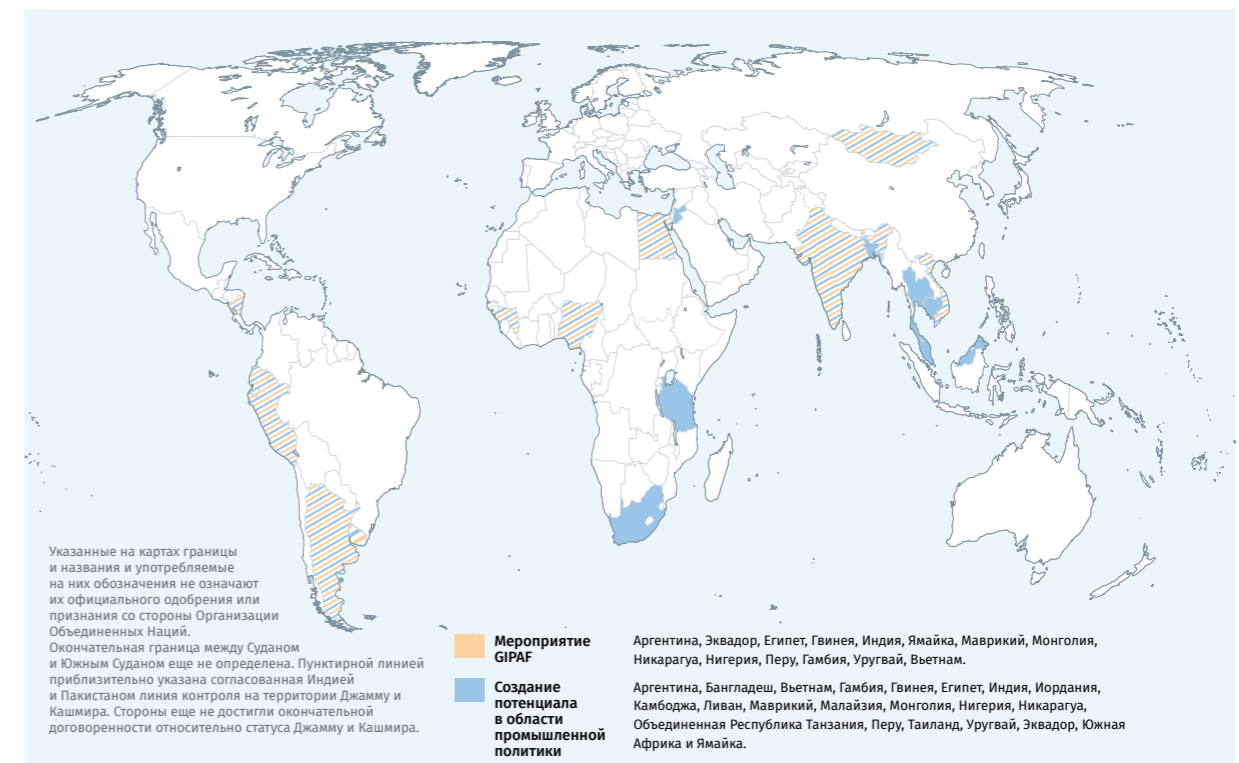 Указанные на картах границы
и названия и употребляемые
на них обозначения не означают
их официального одобрения или
признания со стороны Организации
Объединенных Наций.
Окончательная граница между Суданом
и Южным Суданом еще не определена. Пунктирной линией
приблизительно указана согласованная Индией
и Пакистаном линия контроля на территории Джамму и
Кашмира. Стороны еще не достигли окончательной
договоренности относительно статуса Джамму и Кашмира.
Мероприятие
GIPAF
Аргентина, Эквадор, Египет, Гвинея, Индия, Ямайка, Маврикий, Монголия,
Никарагуа, Нигерия, Перу, Гамбия, Уругвай, Вьетнам.
Создание
потенциала
в области
промышленной
политики
Аргентина, Бангладеш, Вьетнам, Гамбия, Гвинея, Египет, Индия, Иордания,
Камбоджа, Ливан, Маврикий, Малайзия, Монголия, Нигерия, Никарагуа,
Объединенная Республика Танзания, Перу, Таиланд, Уругвай, Эквадор, Южная
Африка и Ямайка.